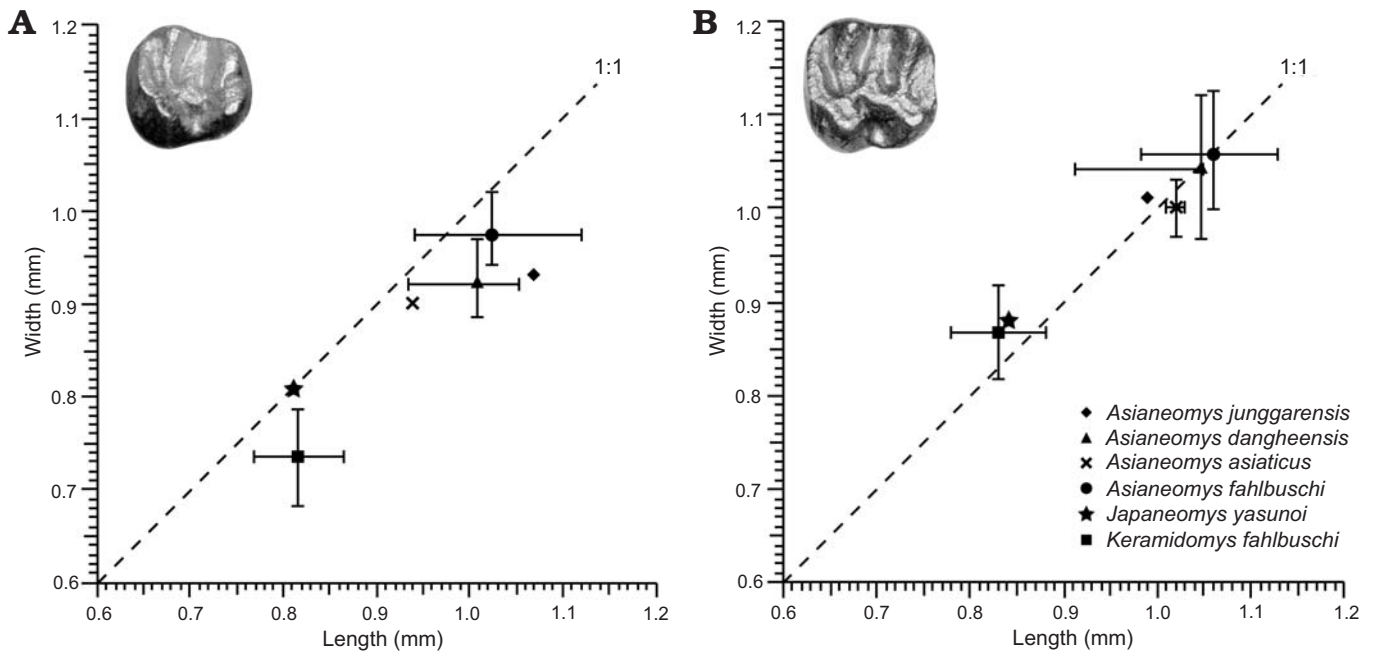 A
1.2
1.1
1.0
0.9
0.8
0.7
0.6
Width (mm)
1:1
0.6 0.7 0.8 0.9 1.0 1.1 1.2
Length (mm)
B
1.2
1.1
1.0
0.9
0.8
0.7
0.6
Width (mm)
1:1
Asianeomys junggarensis
Asianeomys dangheensis
Asianeomys asiaticus
Asianeomys fahlbuschi
Japaneomys yasunoi
Keramidomys fahlbuschi
0.6 0.7 0.8 0.9 1.0 1.1 1.2
Length (mm)